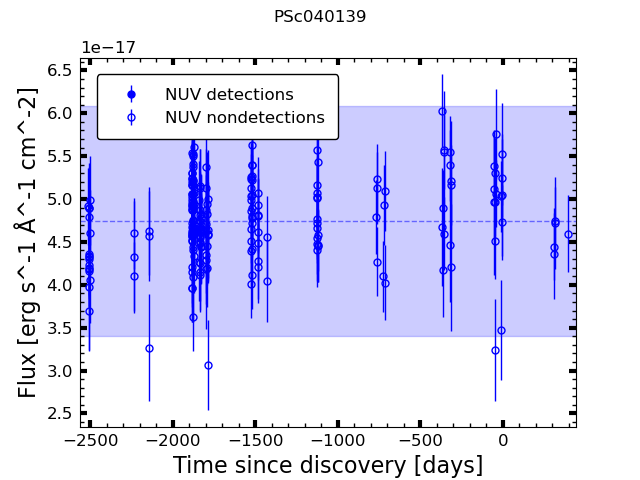 PSc040139
1e−17
6.5
6.0
5.5
5.0
4.5
4.0
3.5
3.0
2.5
NUV detections
NUV nondetections
Flux [erg s^-1 Å^-1 cm^-2]
−2500 −2000 −1500 −1000 −500 0
Time since discovery [days]